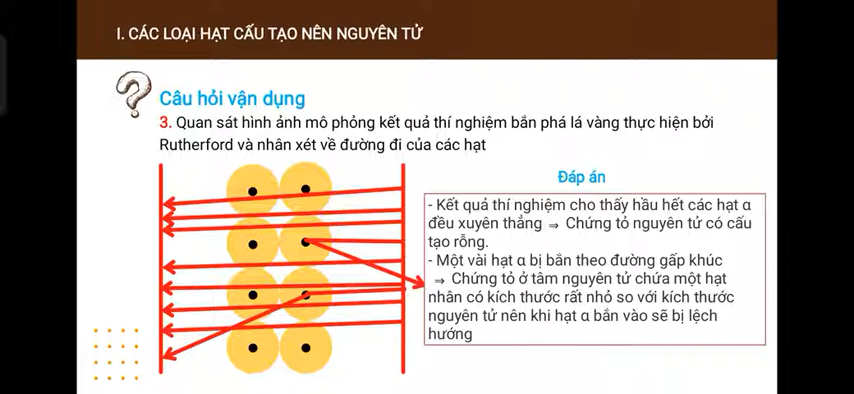 I. CÁC LOẠI HẠT CẤU TẠO NÊN NGUYÊN TỬ
Câu hỏi vận dụng
3. Quan sát hình ảnh mô phỏng kết quả thí nghiệm bắn phá lá vàng thực hiện bởi
Rutherford và nhân xét về đường đi của các hạt
Đáp án
- Kết quả thí nghiệm cho thấy hầu hết các hạt α
đều xuyên thẳng ⇒ Chứng tỏ nguyên tử có cấu
tạo rỗng.
- Một vài hạt α bị bắn theo đường gấp khúc
⇒ Chứng tỏ ở tâm nguyên tử chứa một hạt
nhân có kích thước rất nhỏ so với kích thước
nguyên tử nên khi hạt α bắn vào sẽ bị lệch
hướng